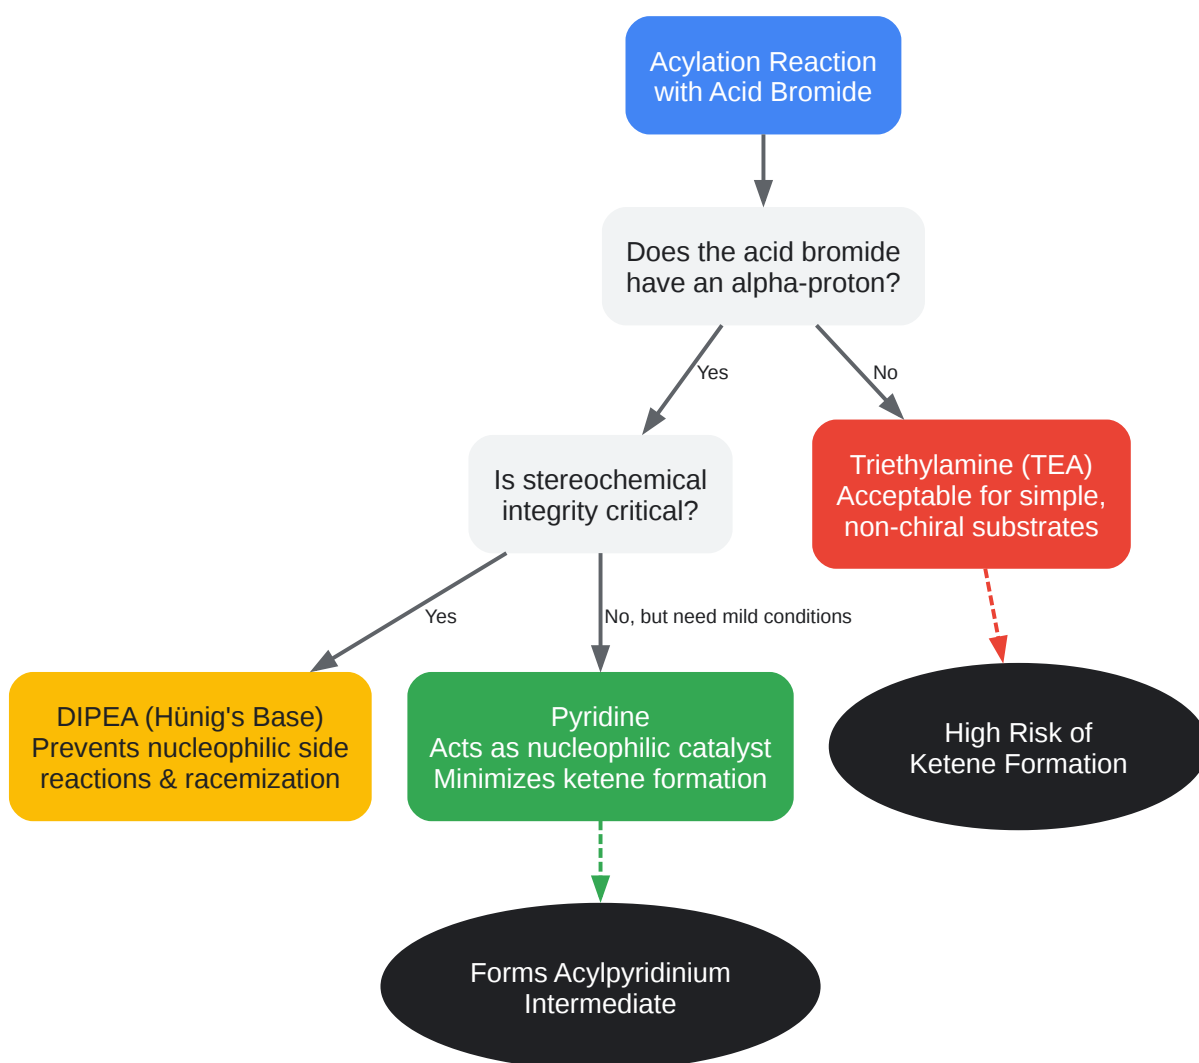 Acylation Reaction
with Acid Bromide
Does the acid bromide
have an alpha-proton?
Yes
No
Is stereochemical
integrity critical?
Triethylamine (TEA)
Acceptable for simple,
non-chiral substrates
Yes
No, but need mild conditions
DIPEA (Hünig's Base)
Prevents nucleophilic side
reactions & racemization
Pyridine
Acts as nucleophilic catalyst
Minimizes ketene formation
High Risk of
Ketene Formation
Forms Acylpyridinium
Intermediate